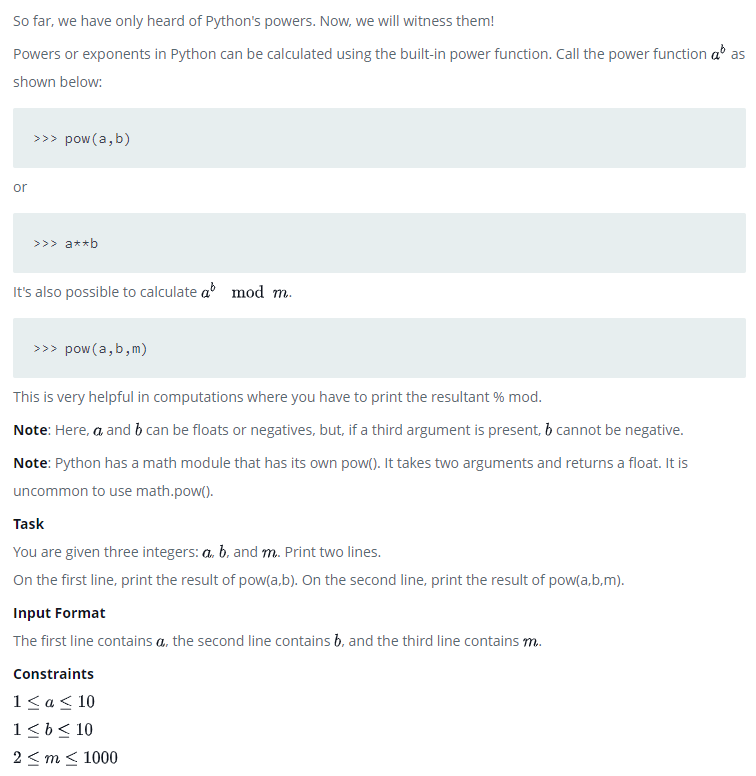 So far, we have only heard of Python's powers. Now, we will witness them!
Powers or exponents in Python can be calculated using the built-in power function. Call the power function a^b as
shown below:
>>> pow(a,b)
or
>>> a**b
It's also possible to calculate a^b mod m.
>>> pow(a,b,m)
This is very helpful in computations where you have to print the resultant % mod.
Note: Here, a and b can be floats or negatives, but, if a third argument is present, b cannot be negative.
Note: Python has a math module that has its own pow(). It takes two arguments and returns a float. It is
uncommon to use math.pow().
Task
You are given three integers: a, b, and m. Print two lines.
On the first line, print the result of pow(a,b). On the second line, print the result of pow(a,b,m).
Input Format
The first line contains a, the second line contains b, and the third line contains m.
Constraints
1 ≤ a ≤ 10
1 ≤ b ≤ 10
2 ≤ m ≤ 1000